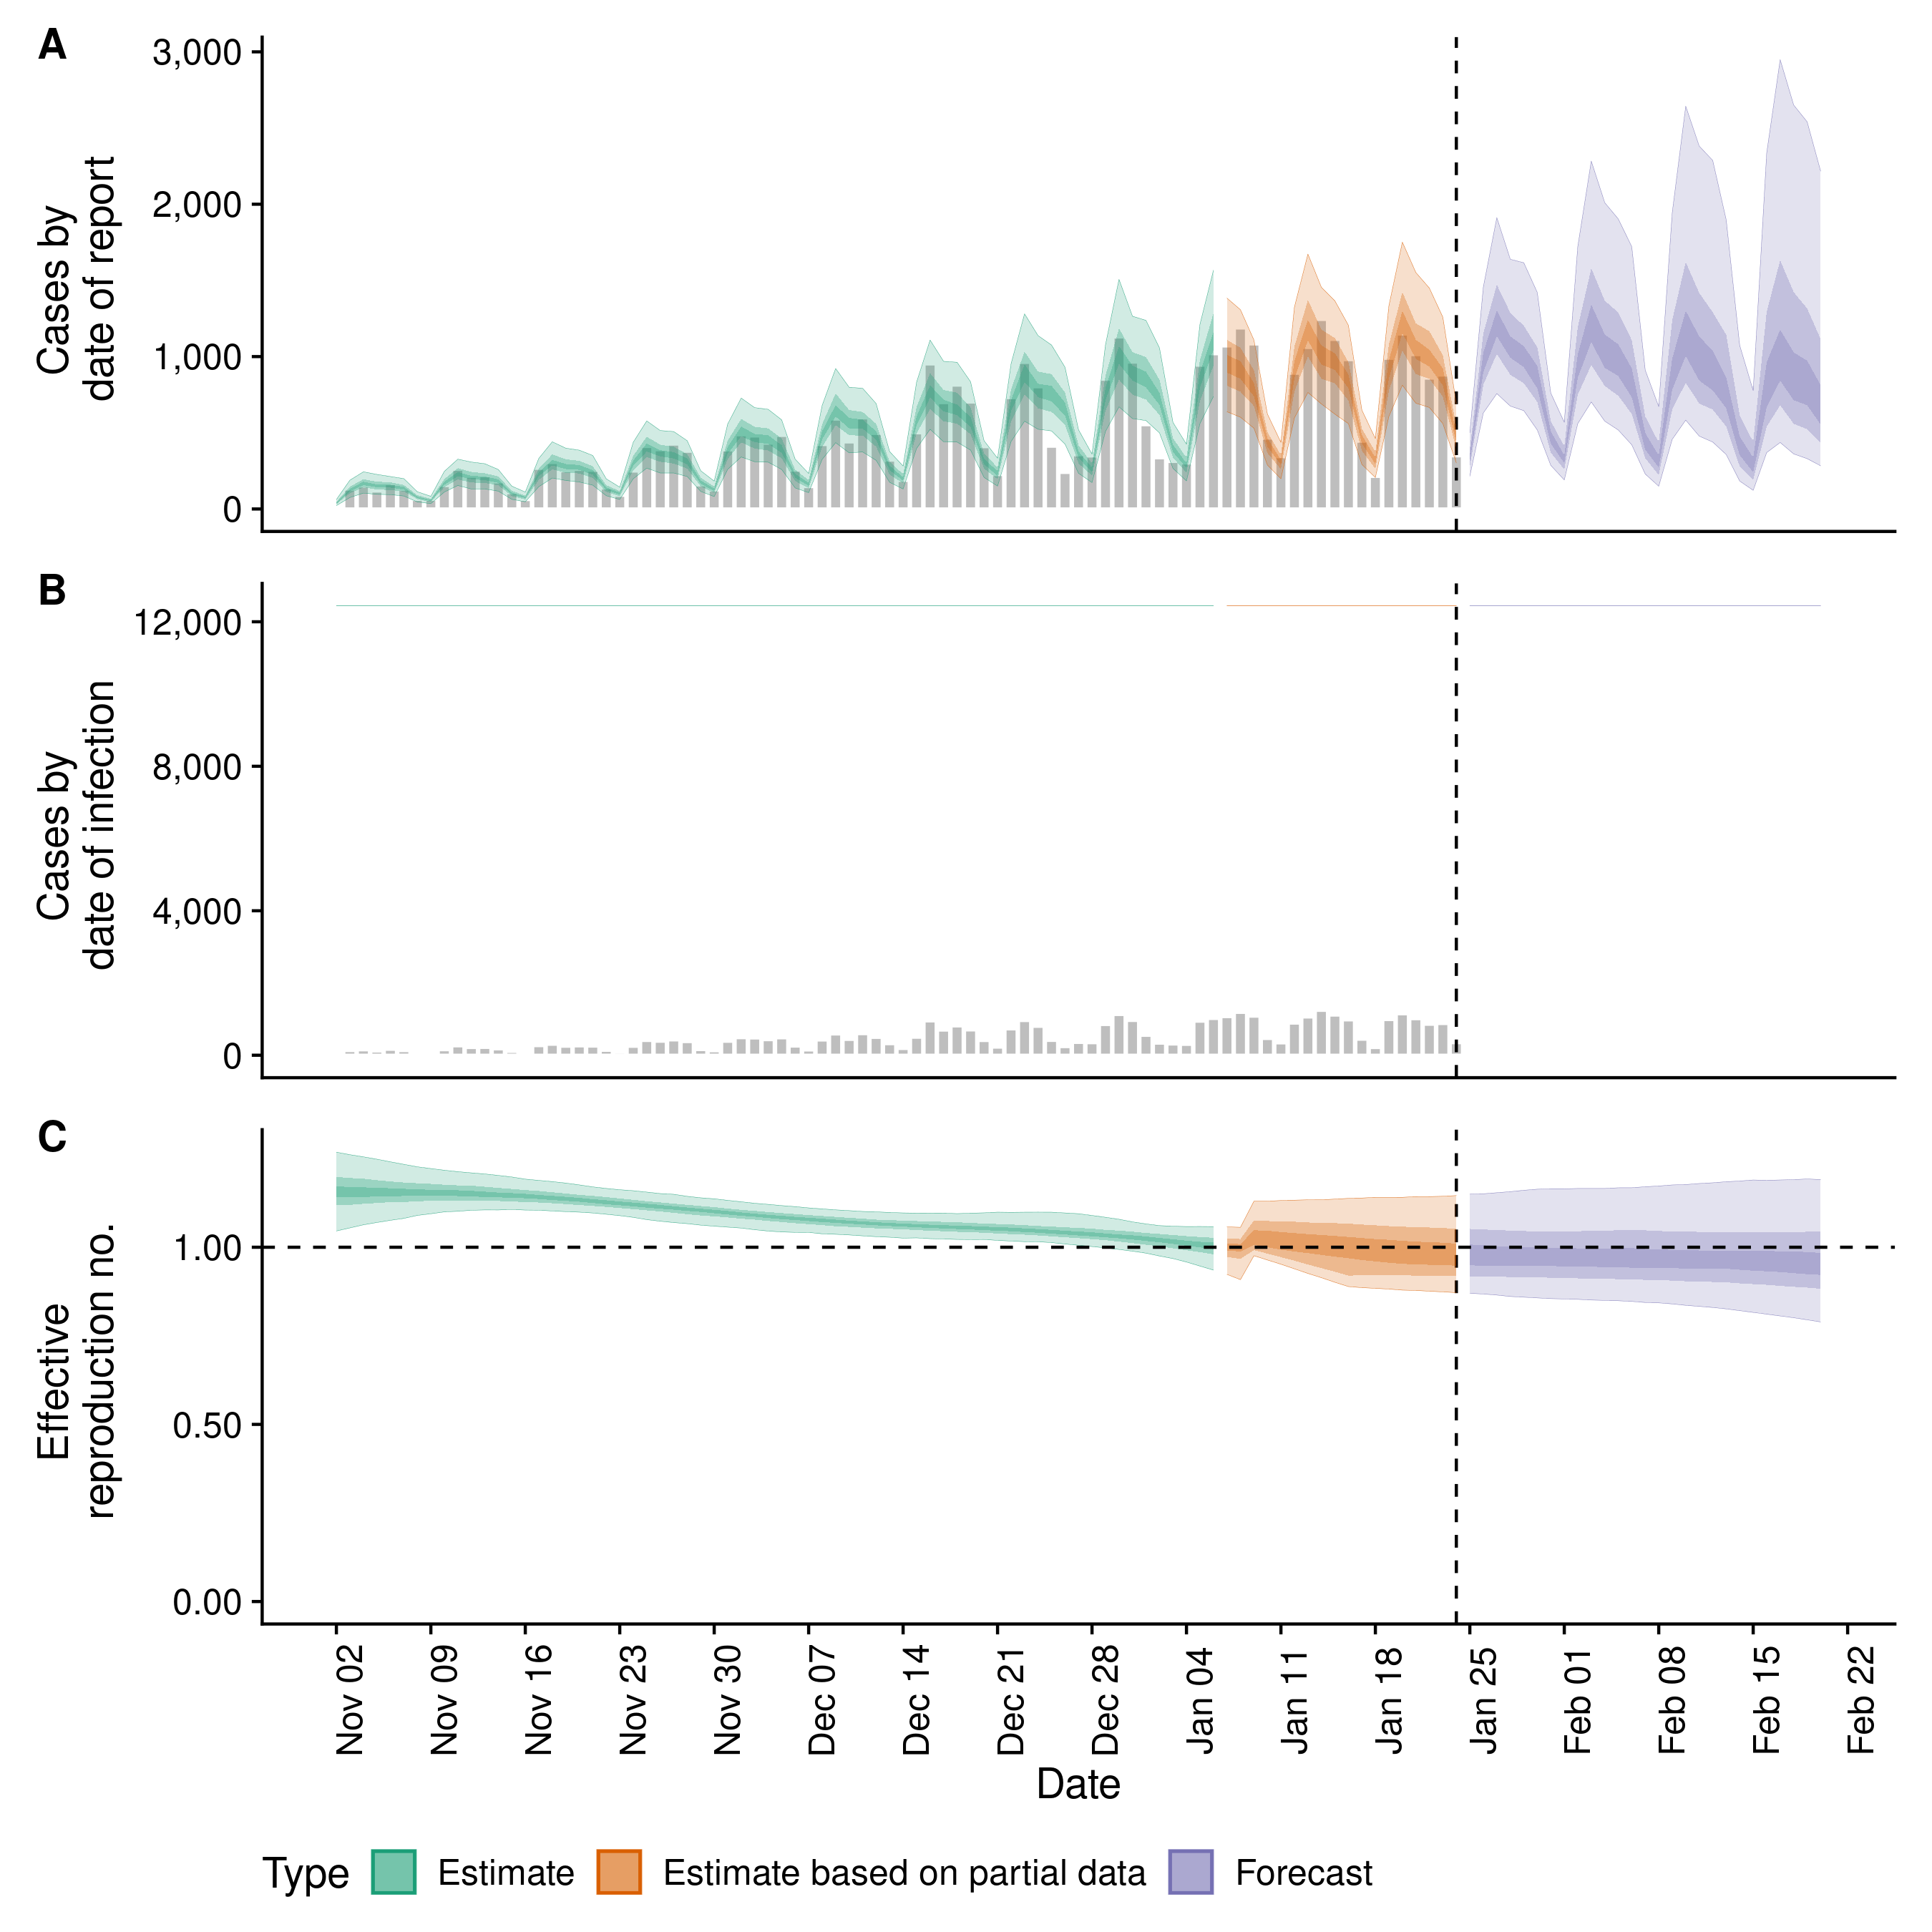 A
3,000
2,000
1,000
0
Cases by
date of report
B
12,000
8,000
4,000
0
Cases by
date of infection
C
1.00
0.50
0.00
Effective
reproduction no.
Nov 02
Nov 09
Nov 16
Nov 23
Nov 30
Dec 07
Dec 14
Dec 21
Dec 28
Jan 04
Jan 11
Jan 18
Jan 25
Feb 01
Feb 08
Feb 15
Feb 22
Date
Type Estimate Estimate based on partial data Forecast